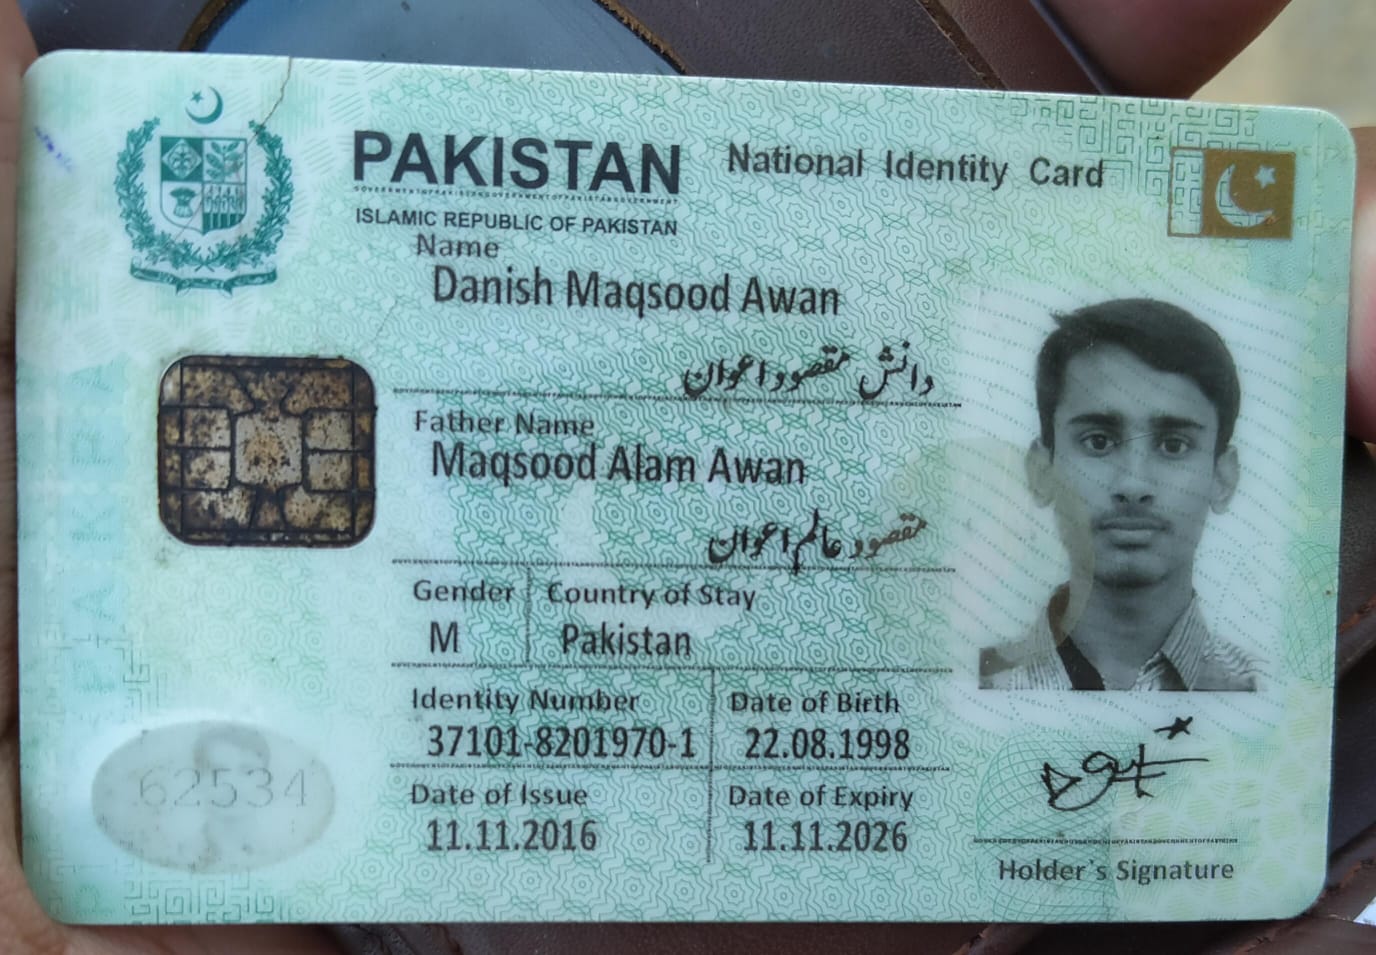 PAKISTAN
National Identity Card
ISLAMIC REPUBLIC OF PAKISTAN
Name
Danish Maqsood Awan
دانش مقصود اعوان
Father Name
Maqsood Alam Awan
مقصود عالم اعوان
Gender
Country of Stay
M
Pakistan
Identity Number
Date of Birth
37101-8201970-1
22.08.1998
Date of Issue
Date of Expiry
11.11.2016
11.11.2026
62534
Holder's Signature